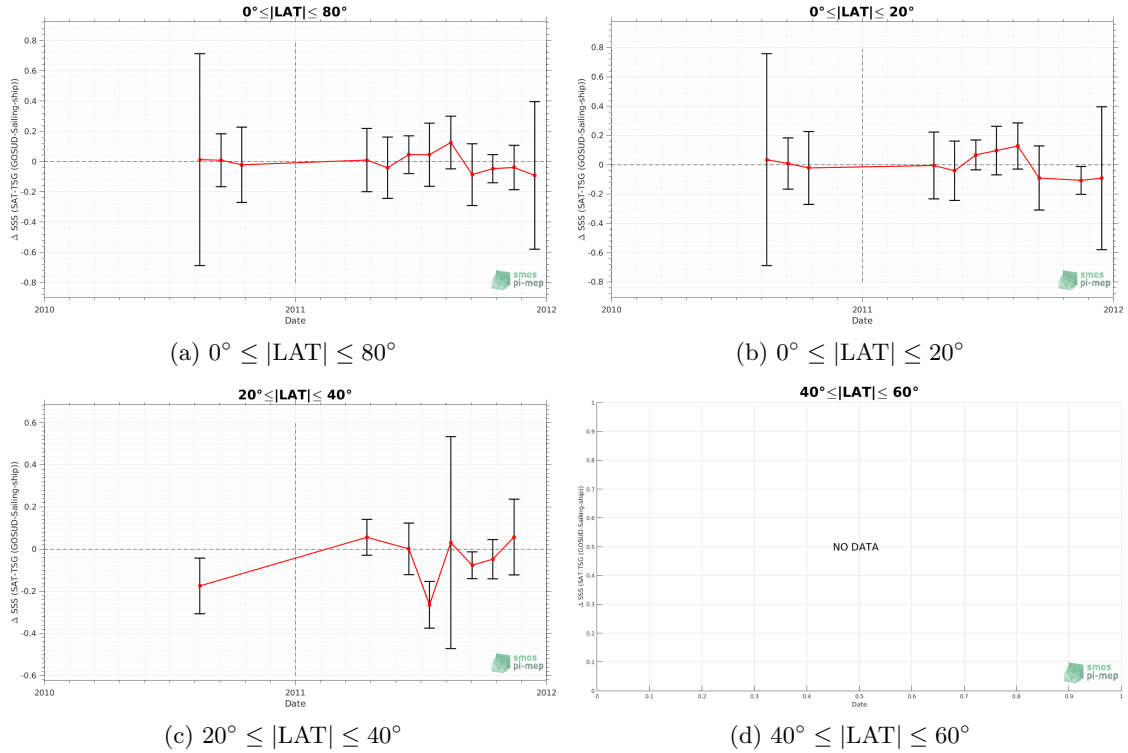 0°≤|LAT|≤ 80°
Δ SSS (SAT-TSG (GOSUD-Sailing-ship))
0.8
0.6
0.4
0.2
0
-0.2
-0.4
-0.6
-0.8
2010
2011
2012
Date
smos
pi-mep
(a) 0° ≤ |LAT| ≤ 80°
0°≤|LAT|≤ 20°
Δ SSS (SAT-TSG (GOSUD-Sailing-ship))
0.8
0.6
0.4
0.2
0
-0.2
-0.4
-0.6
-0.8
2010
2011
2012
Date
smos
pi-mep
(b) 0° ≤ |LAT| ≤ 20°
20°≤|LAT|≤ 40°
Δ SSS (SAT-TSG (GOSUD-Sailing-ship))
0.6
0.4
0.2
0
-0.2
-0.4
-0.6
2010
2011
2012
Date
smos
pi-mep
(c) 20° ≤ |LAT| ≤ 40°
40°≤|LAT|≤ 60°
Δ SSS (SAT-TSG (GOSUD-Sailing-ship))
1
0.9
0.8
0.7
0.6
0.5
0.4
0.3
0.2
0.1
0
NO DATA
0 0.1 0.2 0.3 0.4 0.5 0.6 0.7 0.8 0.9 1
Date
smos
pi-mep
(d) 40° ≤ |LAT| ≤ 60°